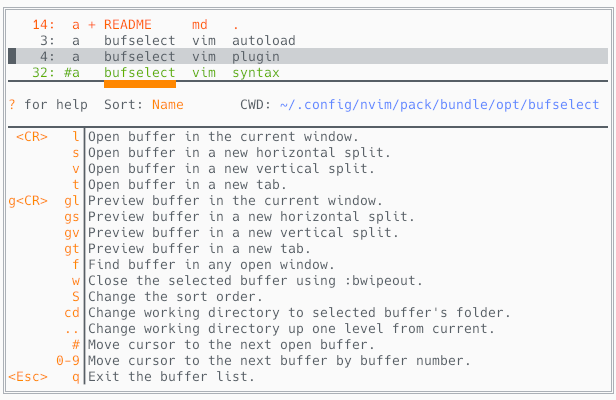 14:  a + README     md   .
3:  a   bufselect  vim  autoload
4:  a   bufselect  vim  plugin
32: #a   bufselect  vim  syntax
? for help  Sort: Name       CWD: ~/.config/nvim/pack/bundle/opt/bufselect
<CR>   l Open buffer in the current window.
s Open buffer in a new horizontal split.
v Open buffer in a new vertical split.
t Open buffer in a new tab.
g<CR>  gl Preview buffer in the current window.
gs Preview buffer in a new horizontal split.
gv Preview buffer in a new vertical split.
gt Preview buffer in a new tab.
f Find buffer in any open window.
w Close the selected buffer using :bwipeout.
S Change the sort order.
cd Change working directory to selected buffer's folder.
.. Change working directory up one level from current.
# Move cursor to the next open buffer.
0-9 Move cursor to the next buffer by buffer number.
<Esc>   q Exit the buffer list.